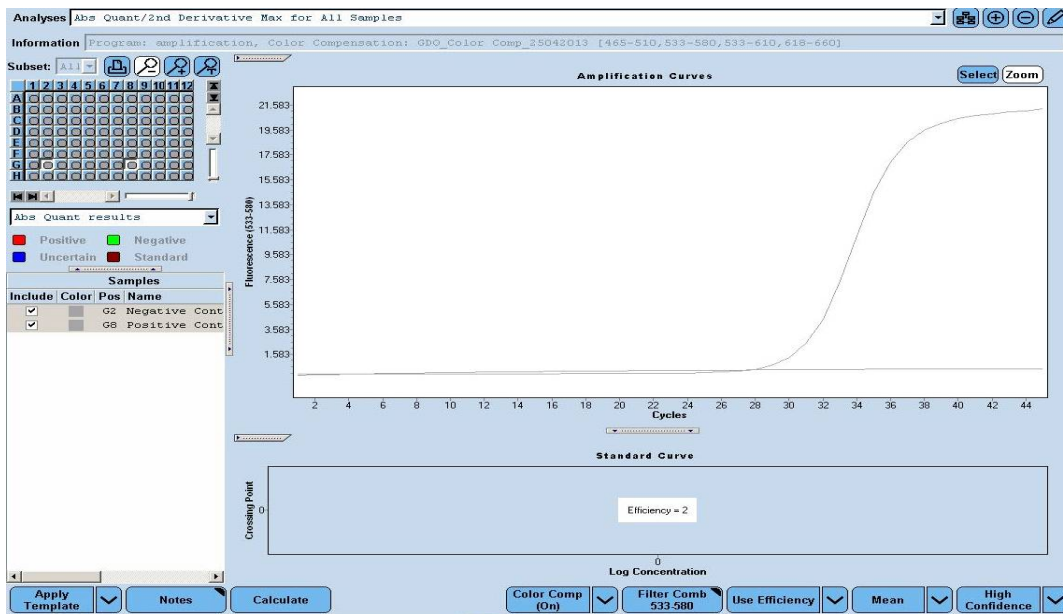 Analyses Abs Quant/2nd Derivative Max for All Samples
Information Program: amplification, Color Compensation: GDO_Color Comp_25042013 [465-510,533-580,533-610,618-660]
Subset: All
1 2 3 4 5 6 7 8 9 10 11 12
A
B
C
D
E
F
G
H
Abs Quant results
Positive Negative
Uncertain Standard
Samples
Include Color Pos Name
G2 Negative Cont
G8 Positive Cont
Amplification Curves
Select Zoom
Fluorescence (533-580)
21.583
19.583
17.583
15.583
13.583
11.583
9.583
7.583
5.583
3.583
1.583
2 4 6 8 10 12 14 16 18 20 22 24 26 28 30 32 34 36 38 40 42 44
Cycles
Standard Curve
Crossing Point
0
Efficiency = 2
0
Log Concentration
Apply Template
Notes
Calculate
Color Comp (On)
Filter Comb 533-580
Use Efficiency
Mean
High Confidence